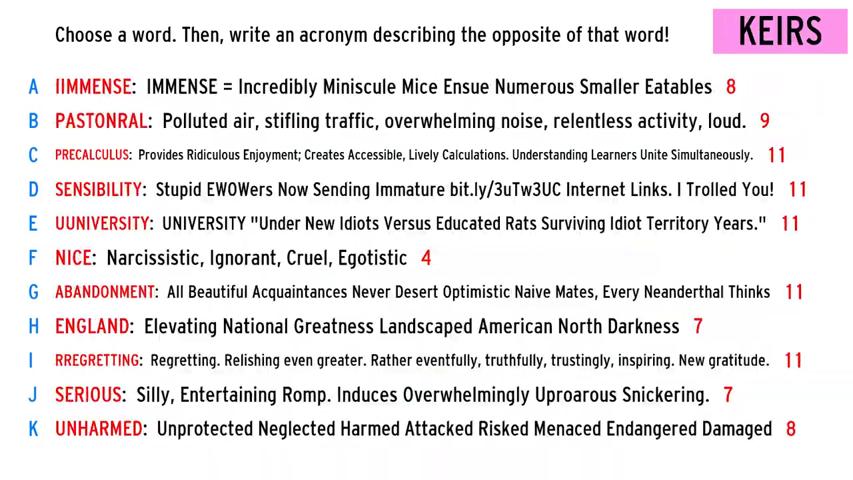 Choose a word. Then, write an acronym describing the opposite of that word!
KEIRS
A IIMMENSE: IMMENSE = Incredibly Miniscule Mice Ensue Numerous Smaller Eatables 8
B PASTONRAL: Polluted air, stifling traffic, overwhelming noise, relentless activity, loud. 9
C PRECALCULUS: Provides Ridiculous Enjoyment; Creates Accessible, Lively Calculations. Understanding Learners Unite Simultaneously. 11
D SENSIBILITY: Stupid EWOWers Now Sending Immature bit.ly/3uTw3UC Internet Links. I Trolled You! 11
E UUNIVERSITY: UNIVERSITY "Under New Idiots Versus Educated Rats Surviving Idiot Territory Years." 11
F NICE: Narcissistic, Ignorant, Cruel, Egotistic 4
G ABANDONMENT: All Beautiful Acquaintances Never Desert Optimistic Naive Mates, Every Neanderthal Thinks 11
H ENGLAND: Elevating National Greatness Landscaped American North Darkness 7
I RREGRETTING: Regretting. Relishing even greater. Rather eventfully, truthfully, trustingly, inspiring. New gratitude. 11
J SERIOUS: Silly, Entertaining Romp. Induces Overwhelmingly Uproarous Snickering. 7
K UNHARMED: Unprotected Neglected Harmed Attacked Risked Menaced Endangered Damaged 8